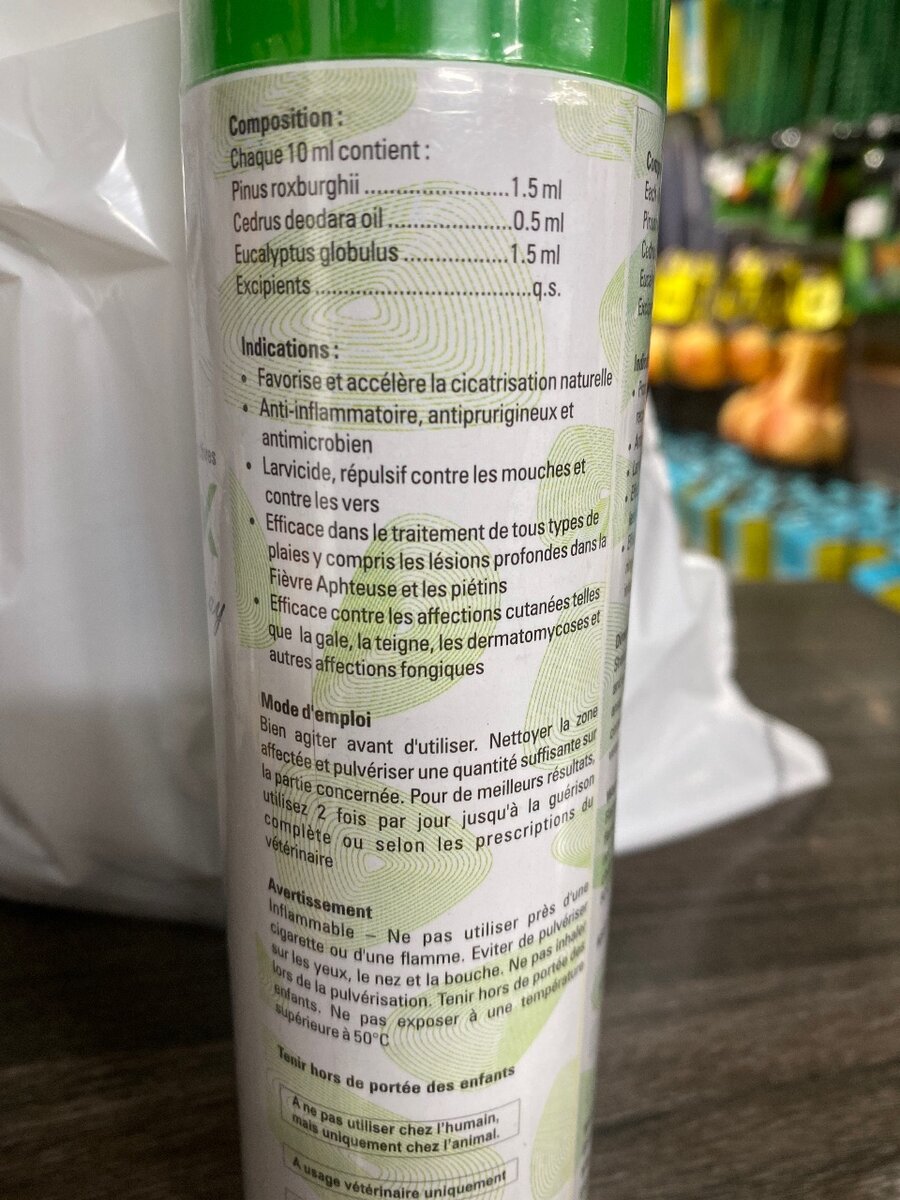 Composition :
Chaque 10 ml contient :
Pinus roxburghii ............................1.5 ml
Cedrus deodara oil ........................0.5 ml
Eucalyptus globulus .....................1.5 ml
Excipients ..........................................q.s.
Indications :
• Favorise et accélère la cicatrisation naturelle
• Anti-inflammatoire, antiprurigineux et
antimicrobien
• Larvicide, répulsif contre les mouches et
contre les vers
• Efficace dans le traitement de tous types de
plaies y compris les lésions profondes dans la
Fièvre Aphteuse et les piétins
• Efficace contre les affections cutanées telles
que la gale, la teigne, les dermatomycoses et
autres affections fongiques
Mode d'emploi
Bien agiter avant d'utiliser. Nettoyer la zone
affectée et pulvériser une quantité suffisante sur
la partie concernée. Pour de meilleurs résultats,
utilisez 2 fois par jour jusqu'à la guérison
complète ou selon les prescriptions du
vétérinaire
Avertissement
Inflammable – Ne pas utiliser près d'une
cigarette ou d'une flamme. Eviter de pulvériser
sur les yeux, le nez et la bouche. Ne pas inhaler
lors de la pulvérisation. Tenir hors de portée des
enfants. Ne pas exposer à une température
supérieure à 50°C
Tenir hors de portée des enfants
A ne pas utiliser chez l'humain,
mais uniquement chez l'animal.
A usage vétérinaire uniquement